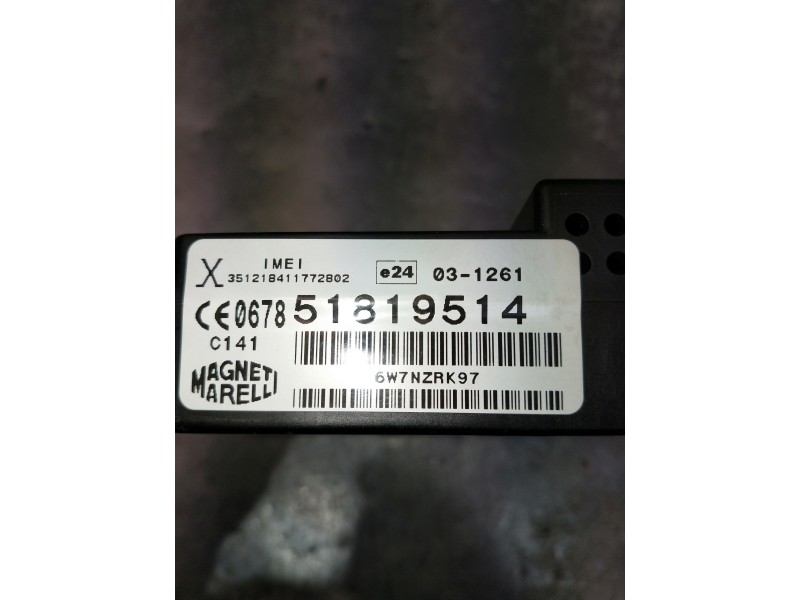 X IMEI
351218411772802
e24 03-1261
CE0678 51819514
C141
MAGNETI
MARELLI
6W7NZRK97